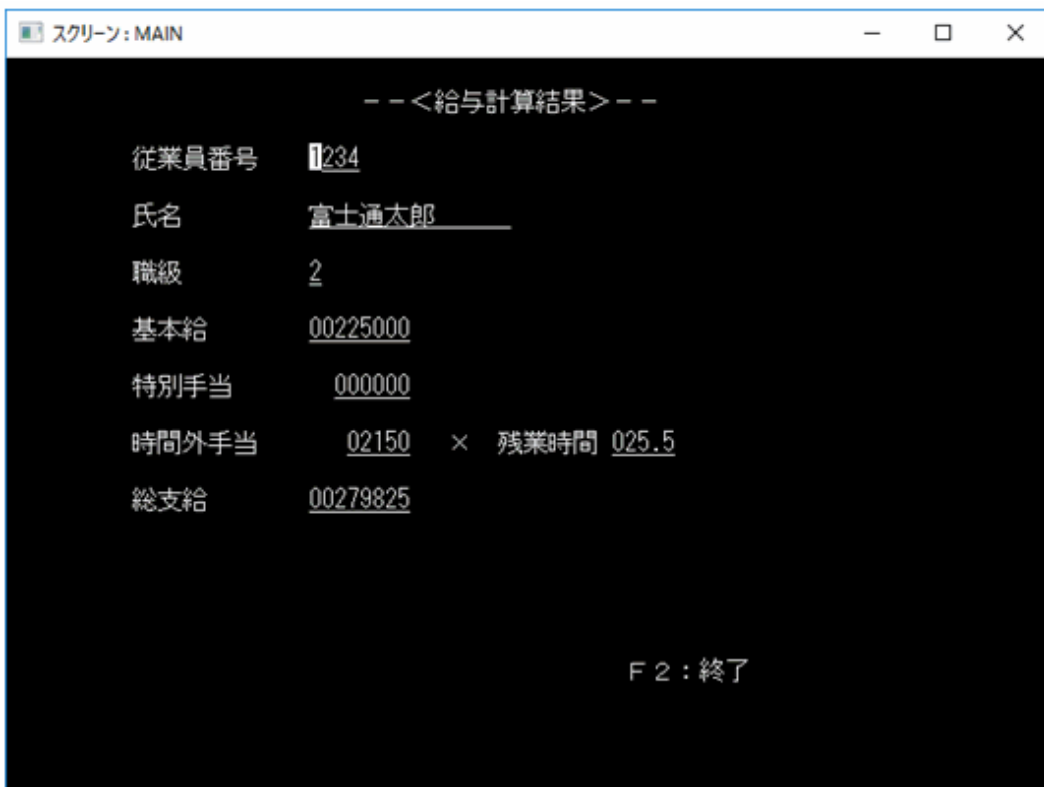 スクリーン : MAIN
－－＜給与計算結果＞－－
従業員番号 1234
氏名 富士通太郎
職級 2
基本給 00225000
特別手当 000000
時間外手当 02150 × 残業時間 025.5
総支給 00279825
Ｆ２：終了